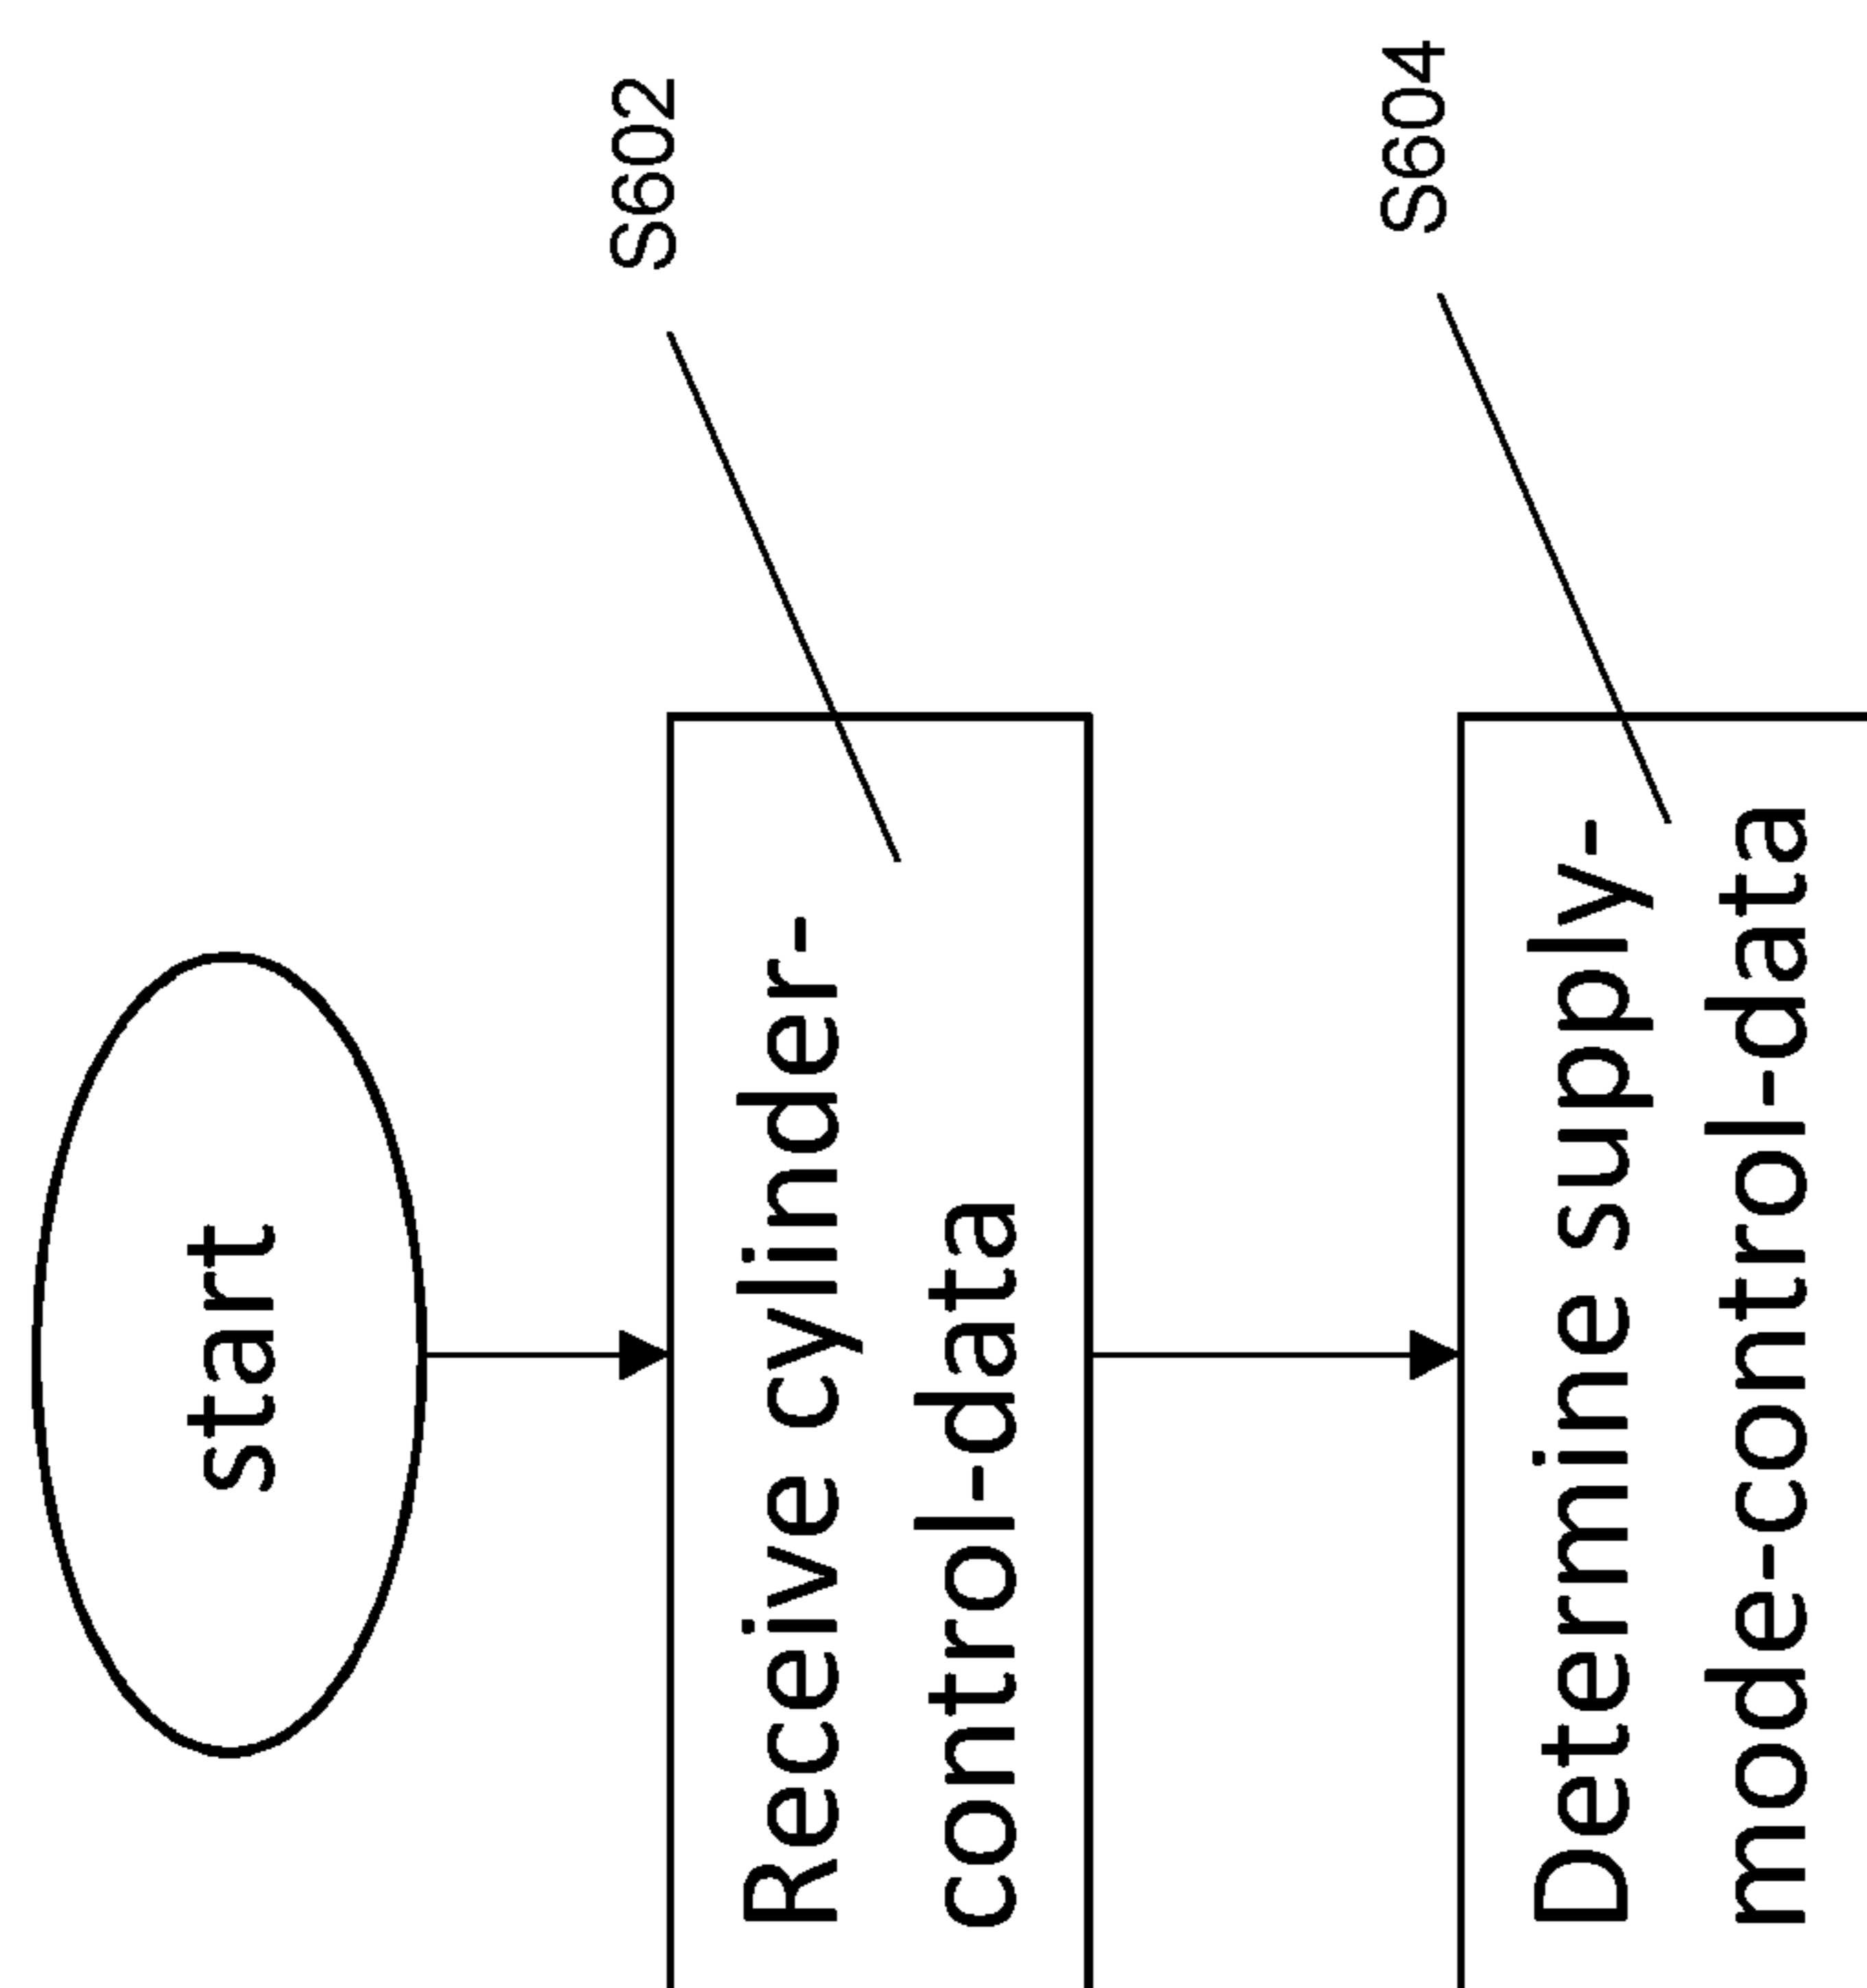 start
Receive cylinder-
control-data
S602
Determine supply-
mode-control-data
S604